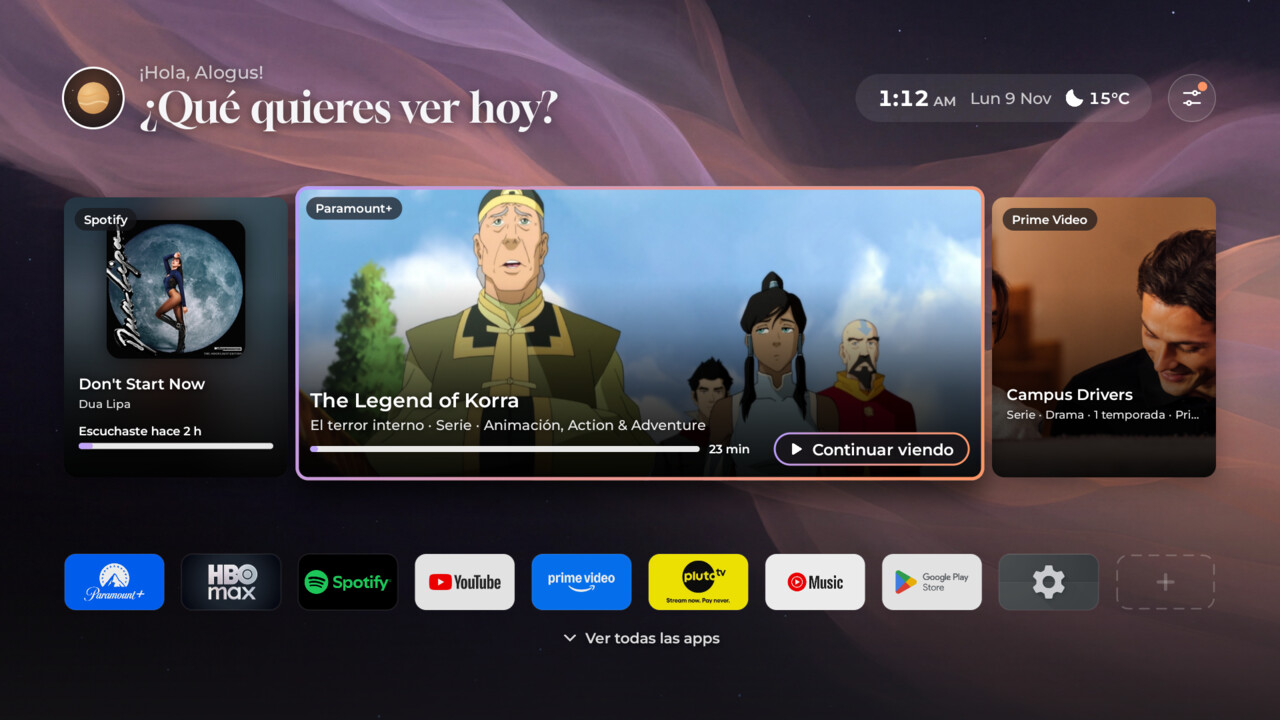 ¡Hola, Alogus!
¿Qué quieres ver hoy?
1:12 AM Lun 9 Nov 15°C
Spotify
Dua Lipa
Don't Start Now
Dua Lipa
Escuchaste hace 2 h
Paramount+
The Legend of Korra
El terror interno · Serie · Animación, Action & Adventure
23 min
Continuar viendo
Prime Video
Campus Drivers
Serie · Drama · 1 temporada · Pri...
Paramount+
HBO
max
Spotify
YouTube
prime video
pluto tv
Stream now. Pay never.
Music
Google Play
Store
Ver todas las apps